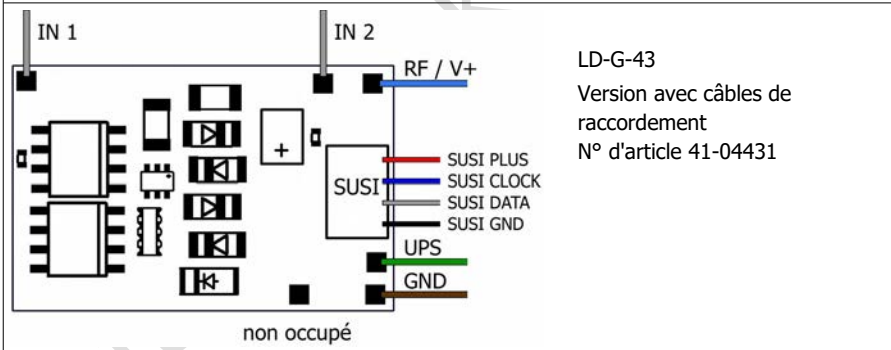 IN 1
IN 2
RF / V+
SUSI
SUSI PLUS
SUSI CLOCK
SUSI DATA
SUSI GND
UPS
GND
non occupé
LD-G-43
Version avec câbles de
raccordement
N° d'article 41-04431